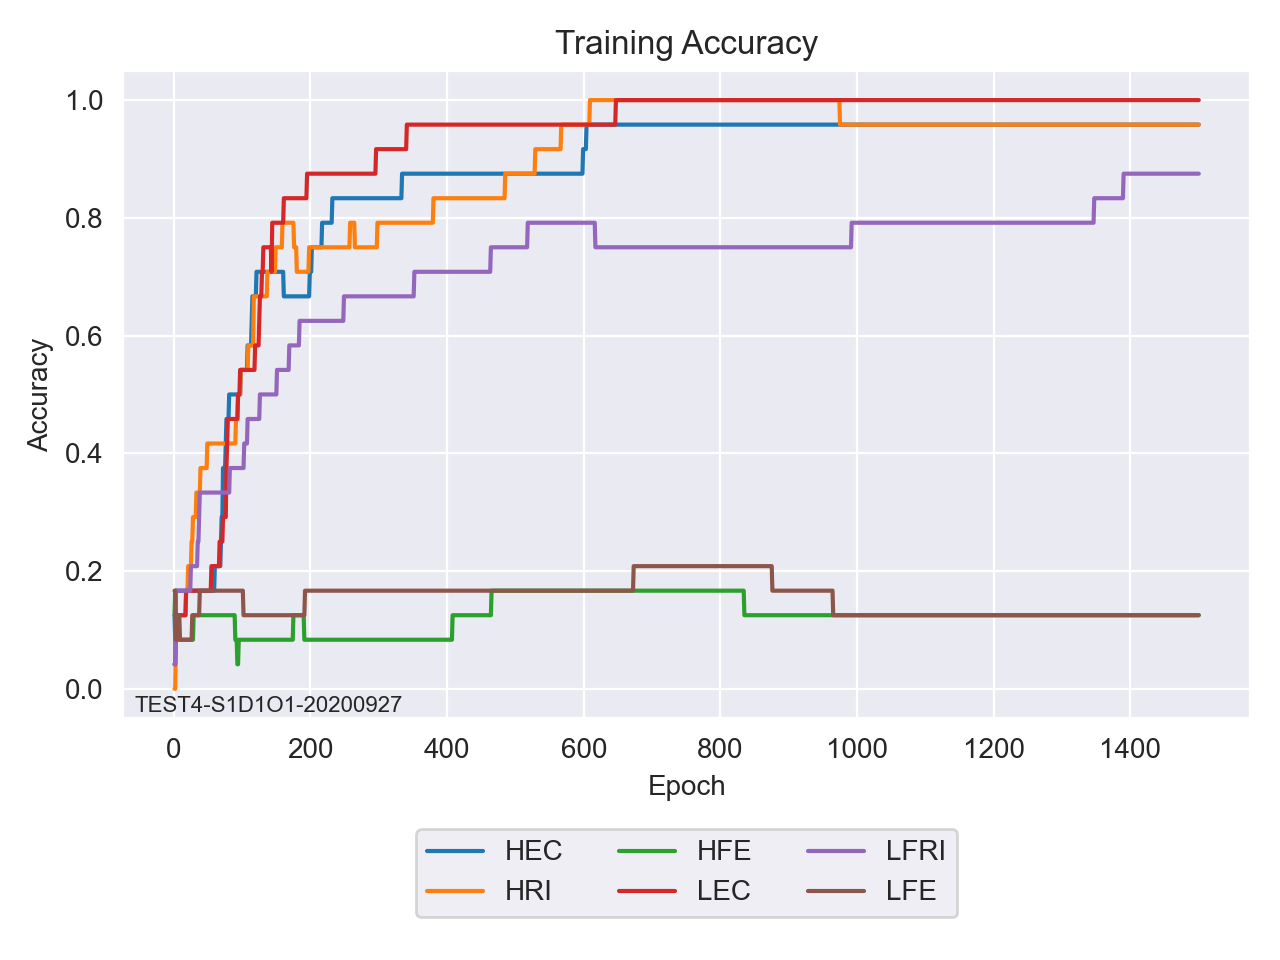 Training Accuracy
Accuracy
1.0
0.8
0.6
0.4
0.2
0.0
TEST4-S1D1O1-20200927
0 200 400 600 800 1000 1200 1400
Epoch
HEC HFE LFRI
HRI LEC LFE